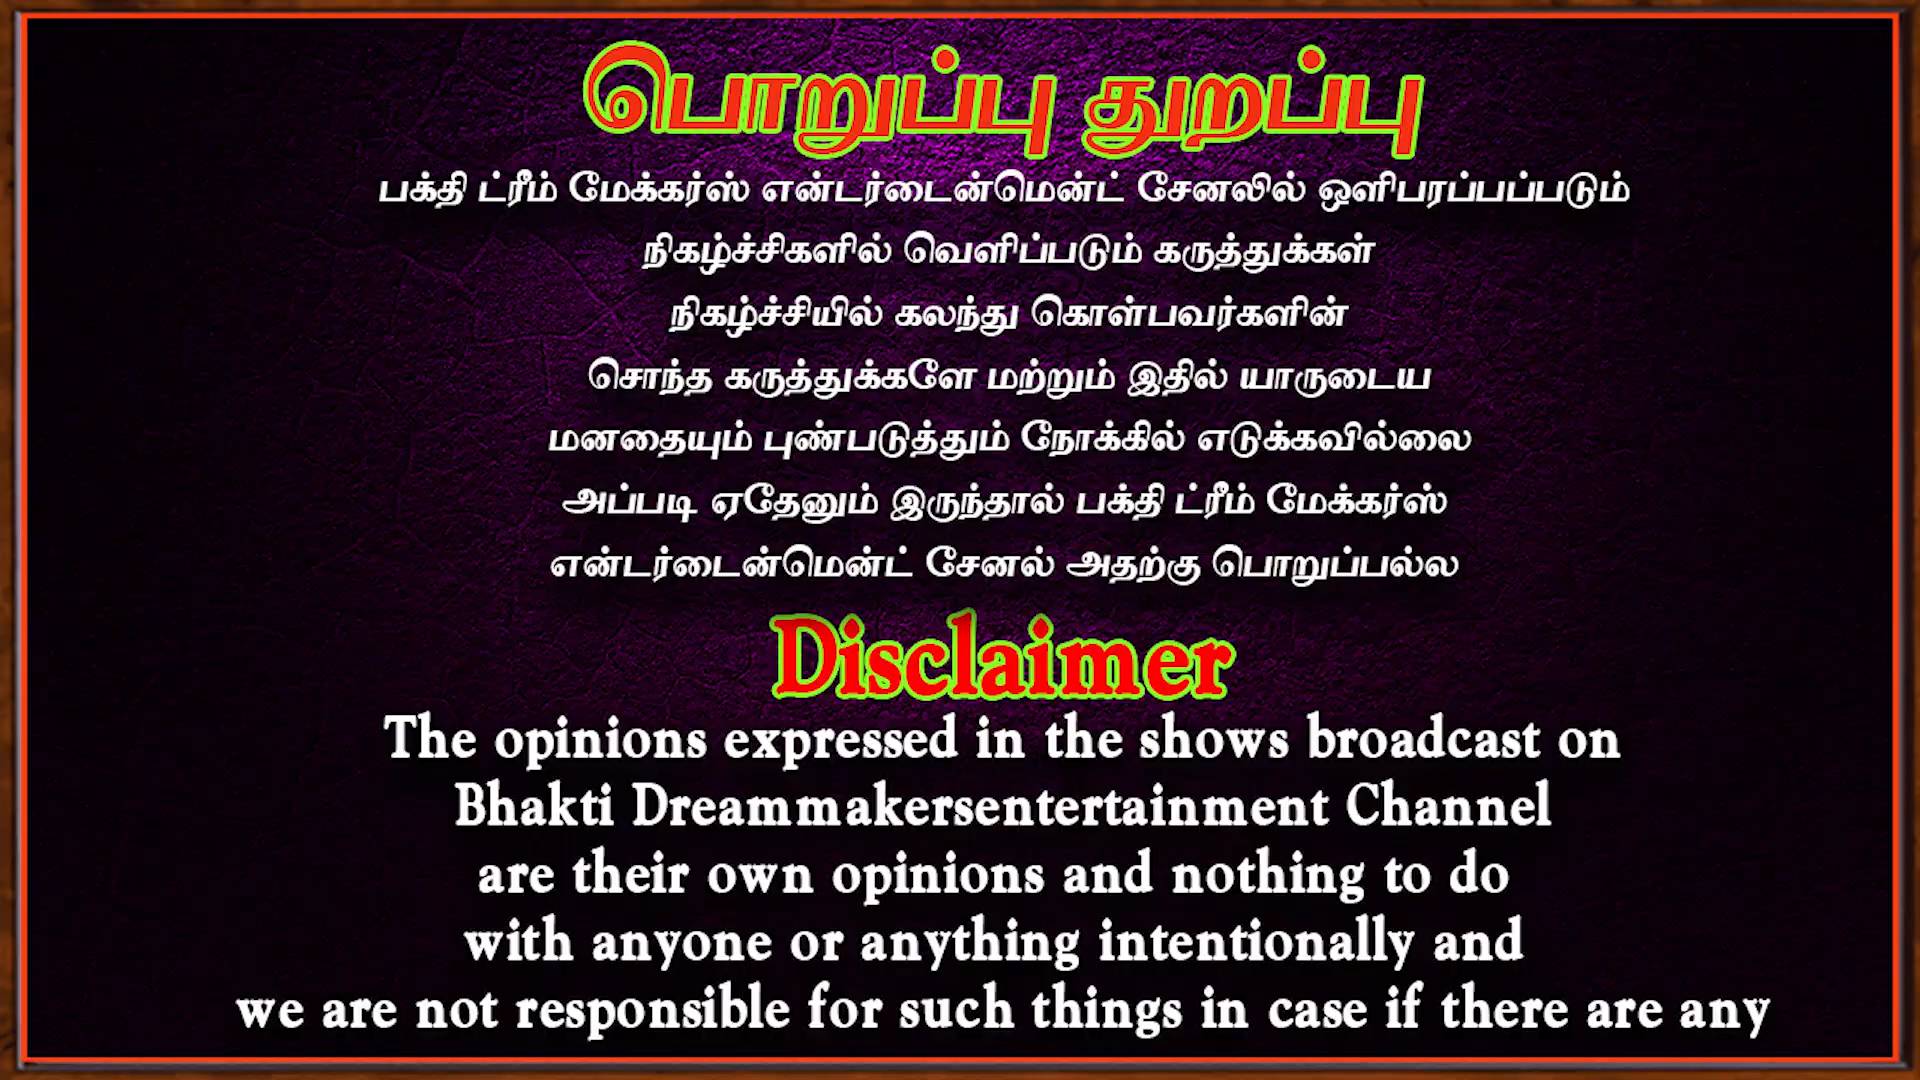 பொறுப்பு துறப்பு
பக்தி ட்ரீம் மேக்கர்ஸ் என்டர்டைன்மென்ட் சேனலில் ஒளிபரப்பப்படும்
நிகழ்ச்சிகளில் வெளிப்படும் கருத்துக்கள்
நிகழ்ச்சியில் கலந்து கொள்பவர்களின்
சொந்த கருத்துக்களே மற்றும் இதில் யாருடைய
மனதையும் புண்படுத்தும் நோக்கில் எடுக்கவில்லை
அப்படி ஏதேனும் இருந்தால் பக்தி ட்ரீம் மேக்கர்ஸ்
என்டர்டைன்மென்ட் சேனல் அதற்கு பொறுப்பல்ல
Disclaimer
The opinions expressed in the shows broadcast on
Bhakti Dreammakersentertainment Channel
are their own opinions and nothing to do
with anyone or anything intentionally and
we are not responsible for such things in case if there are any